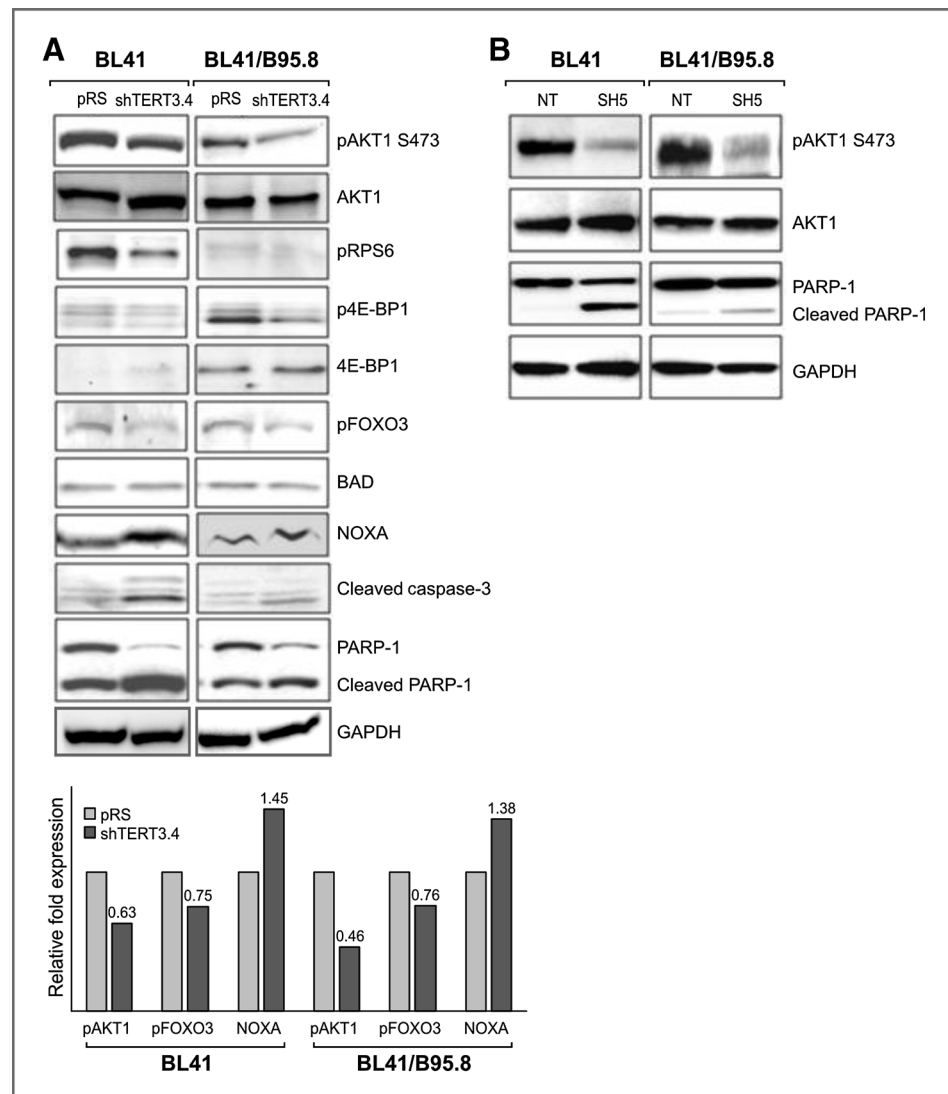 A
BL41 BL41/B95.8
pRS shTERT3.4 pRS shTERT3.4
pAKT1 S473
AKT1
pRPS6
p4E-BP1
4E-BP1
pFOXO3
BAD
NOXA
Cleaved caspase-3
PARP-1
Cleaved PARP-1
GAPDH
Relative fold expression
pRS
shTERT3.4
0.63
0.75
1.45
0.46
0.76
1.38
pAKT1 pFOXO3 NOXA pAKT1 pFOXO3 NOXA
BL41 BL41/B95.8
B
BL41 BL41/B95.8
NT SH5 NT SH5
pAKT1 S473
AKT1
PARP-1
Cleaved PARP-1
GAPDH